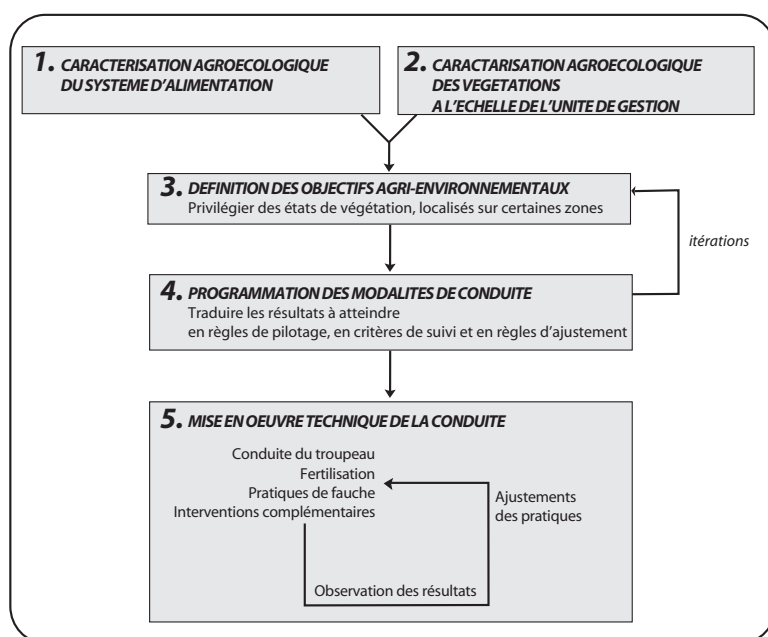 1. CARACTERISATION AGROECOLOGIQUE
DU SYSTEME D'ALIMENTATION
2. CARACTARISATION AGROECOLOGIQUE
DES VEGETATIONS
A L'ECHELLE DE L'UNITE DE GESTION
3. DEFINITION DES OBJECTIFS AGRI-ENVIRONNEMENTAUX
Privilégier des états de végétation, localisés sur certaines zones
itérations
4. PROGRAMMATION DES MODALITES DE CONDUITE
Traduire les résultats à atteindre
en règles de pilotage, en critères de suivi et en règles d'ajustement
5. MISE EN OEUVRE TECHNIQUE DE LA CONDUITE
Conduite du troupeau
Fertilisation
Pratiques de fauche
Interventions complémentaires
Ajustements
des pratiques
Observation des résultats